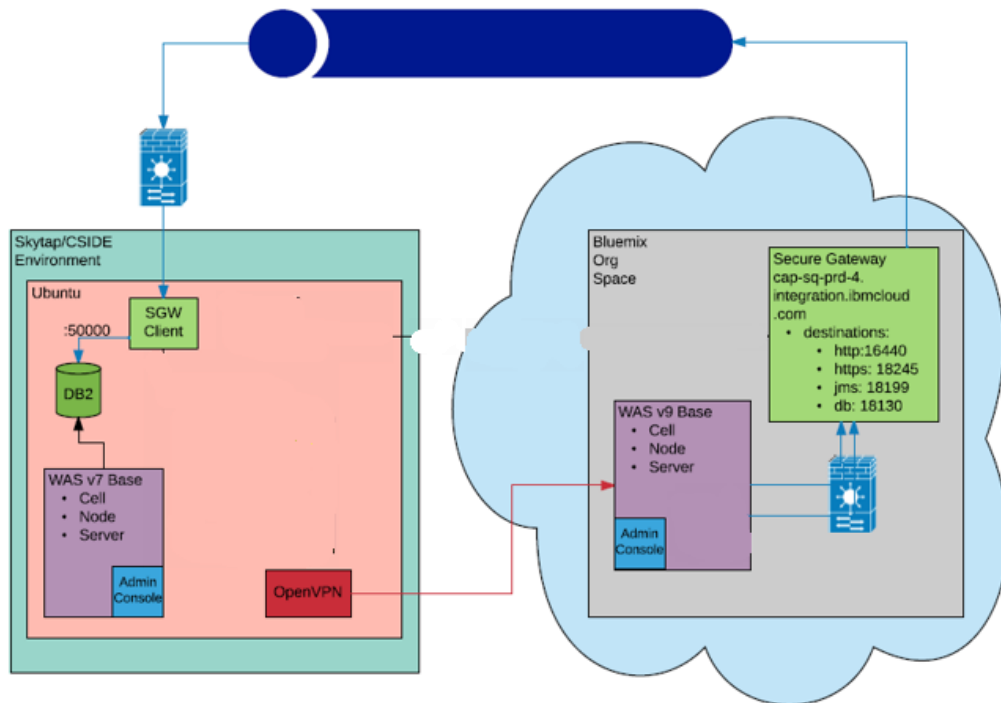 Skytap/CSIDE
Environment
Ubuntu
SGW
Client
:50000
DB2
WAS v7 Base
• Cell
• Node
• Server
Admin
Console
OpenVPN
Bluemix
Org
Space
Secure Gateway
cap-sq-prd-4.
integration.ibmcloud
.com
• destinations:
• http:16440
• https: 18245
• jms: 18199
• db: 18130
WAS v9 Base
• Cell
• Node
• Server
Admin
Console